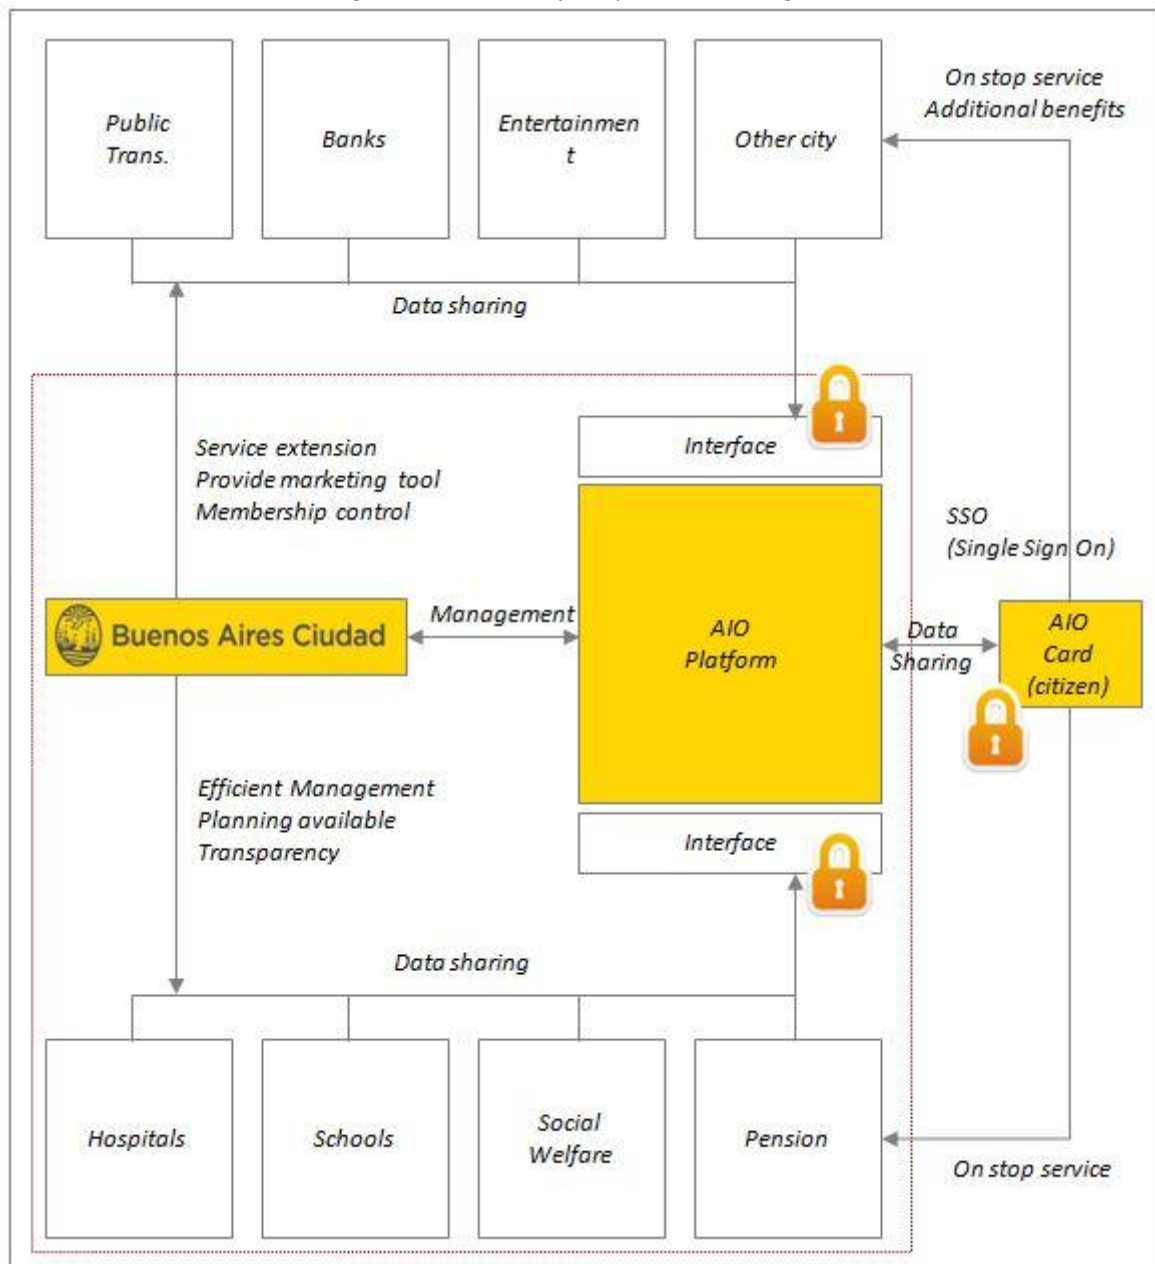 Public
Trans.
Banks
Entertainmen
t
Other city
On stop service
Additional benefits
Data sharing
Service extension
Provide marketing tool
Membership control
Interface
SSO
(Single Sign On)
Buenos Aires Ciudad
Management
AIO
Platform
Data
Sharing
AIO
Card
(citizen)
Efficient Management
Planning available
Transparency
Interface
Data sharing
Hospitals
Schools
Social
Welfare
Pension
On stop service